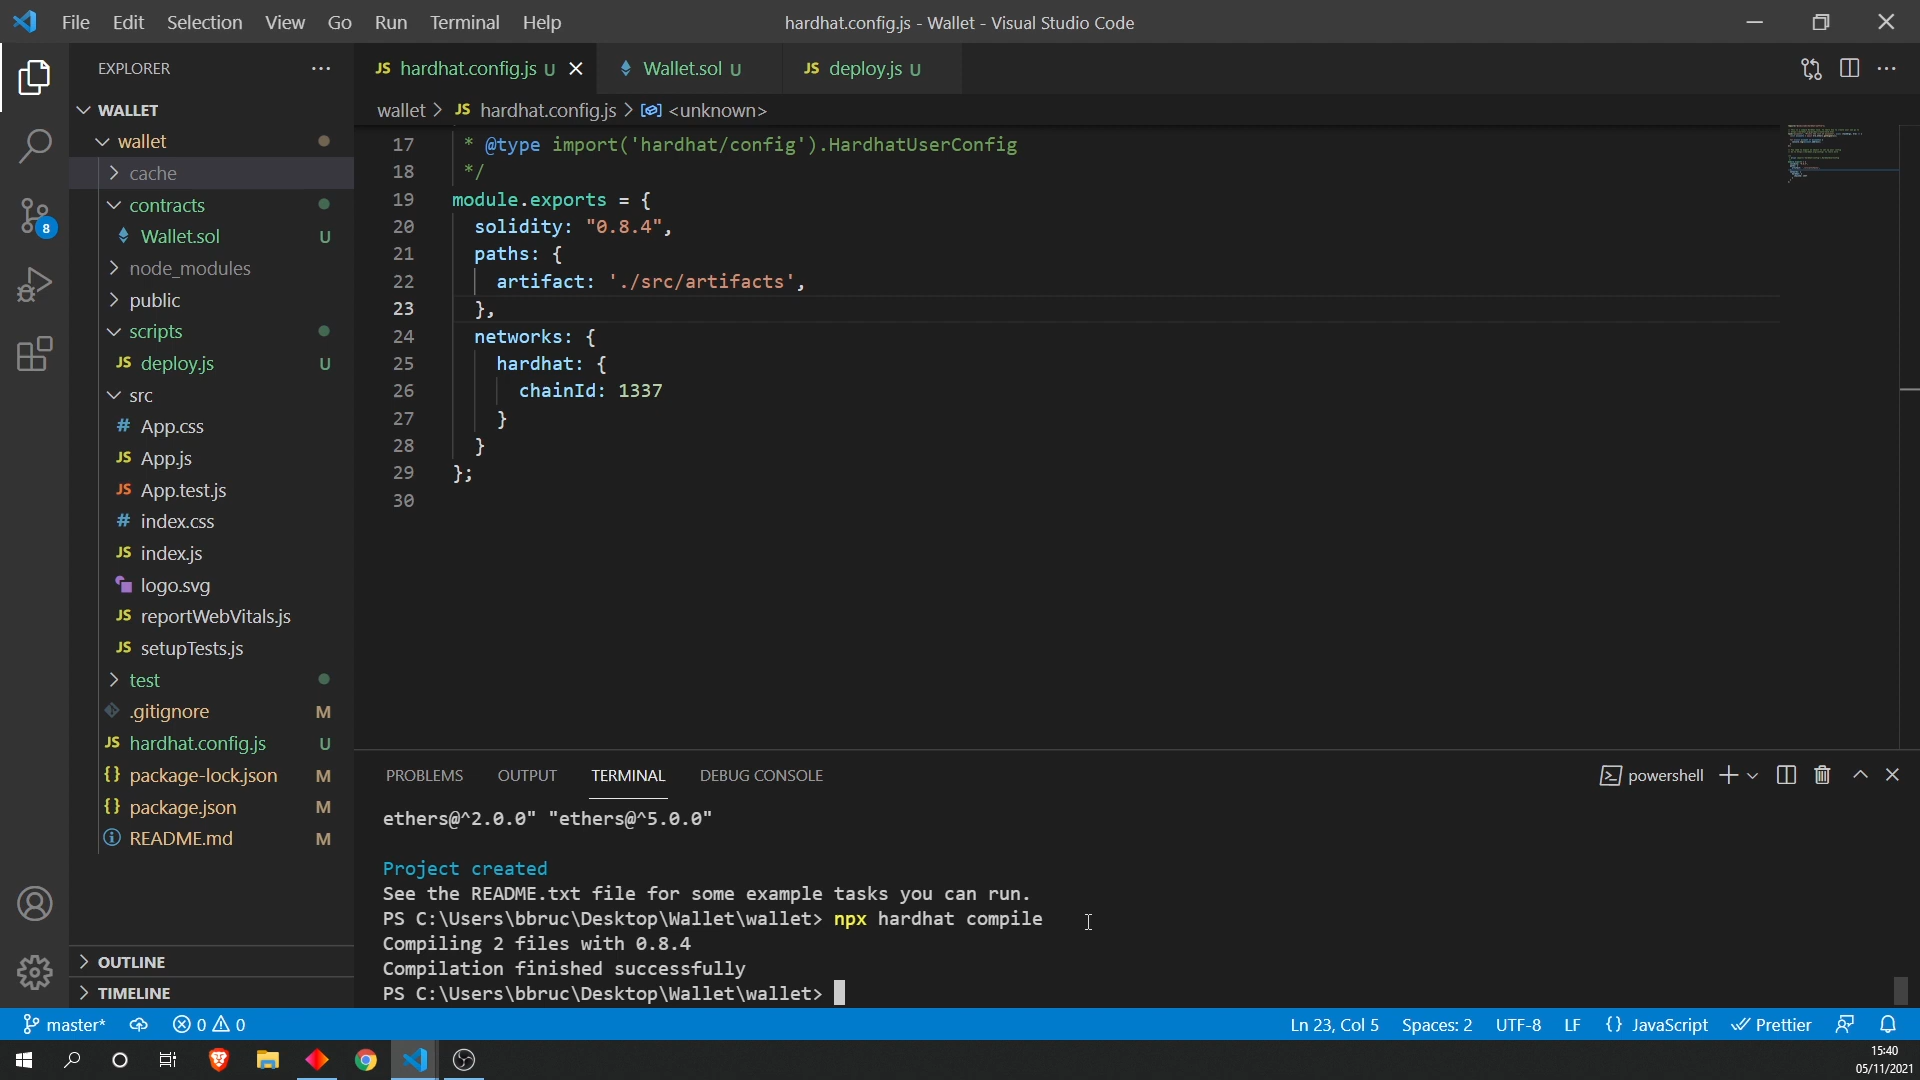 File Edit Selection View Go Run Terminal Help
hardhat.config.js - Wallet - Visual Studio Code
EXPLORER
WALLET
wallet
cache
contracts
Wallet.sol U
node_modules
public
scripts
JS deploy.js U
src
# App.css
JS App.js
JS App.test.js
# index.css
JS index.js
logo.svg
JS reportWebVitals.js
JS setupTests.js
test
.gitignore M
JS hardhat.config.js U
{} package-lock.json M
{} package.json M
README.md M
OUTLINE
TIMELINE
8
JS hardhat.config.js U
Wallet.sol U
JS deploy.js U
wallet > JS hardhat.config.js > <unknown>
17 * @type import('hardhat/config').HardhatUserConfig
18 */
19 module.exports = {
20 solidity: "0.8.4",
21 paths: {
22 artifact: './src/artifacts',
23 },
24 networks: {
25 hardhat: {
26 chainId: 1337
27 }
28 }
29 };
30
PROBLEMS OUTPUT TERMINAL DEBUG CONSOLE
powershell
ethers@^2.0.0" "ethers@^5.0.0"
Project created
See the README.txt file for some example tasks you can run.
PS C:\Users\bbruc\Desktop\Wallet\wallet> npx hardhat compile
Compiling 2 files with 0.8.4
Compilation finished successfully
PS C:\Users\bbruc\Desktop\Wallet\wallet>
master* 0 0
Ln 23, Col 5 Spaces: 2 UTF-8 LF {} JavaScript Prettier
15:40
05/11/2021